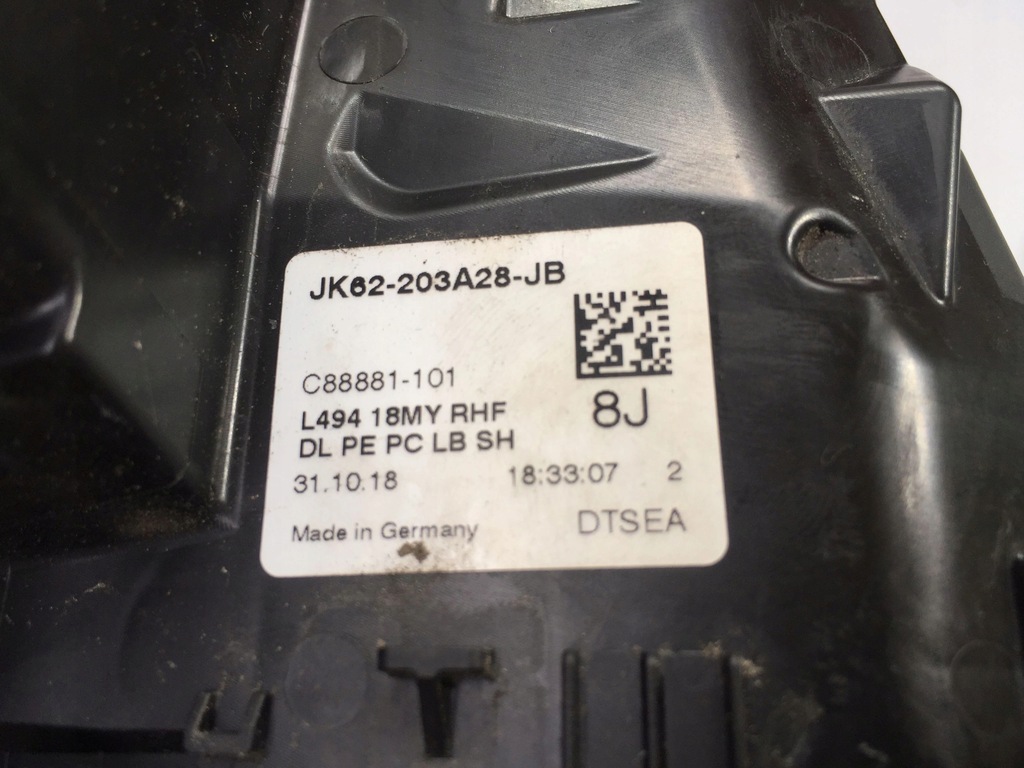 JK62-203A28-JB
C88881-101
8J
L494 18MY RHF
DL PE PC LB SH
31.10.18 18:33:07 2
Made in Germany DTSEA